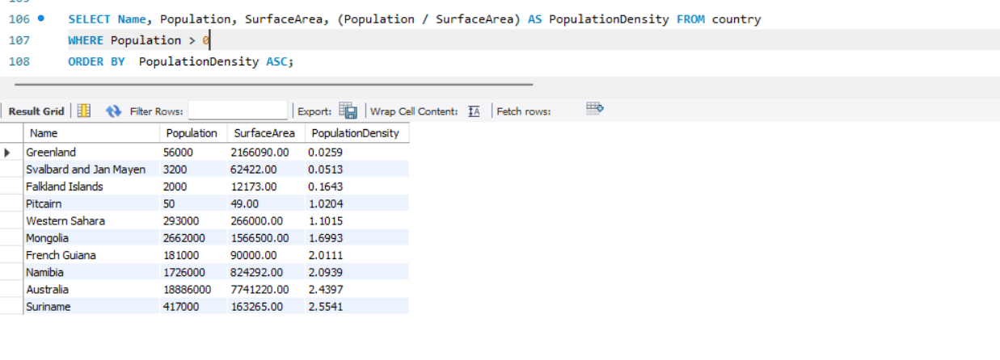 106 SELECT Name, Population, SurfaceArea, (Population / SurfaceArea) AS PopulationDensity FROM country
107 WHERE Population > 0
108 ORDER BY PopulationDensity ASC;
Result Grid Filter Rows: Export: Wrap Cell Content: Fetch rows:
Name Population SurfaceArea PopulationDensity
Greenland 56000 2166090.00 0.0259
Svalbard and Jan Mayen 3200 62422.00 0.0513
Falkland Islands 2000 12173.00 0.1643
Pitcairn 50 49.00 1.0204
Western Sahara 293000 266000.00 1.1015
Mongolia 2662000 1566500.00 1.6993
French Guiana 181000 90000.00 2.0111
Namibia 1726000 824292.00 2.0939
Australia 18886000 7741220.00 2.4397
Suriname 417000 163265.00 2.5541